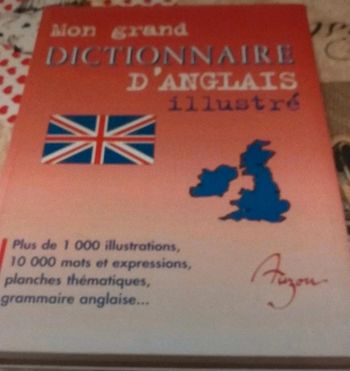 Mon grand
DICTIONNAIRE
D'ANGLAIS
illustré
Plus de 1 000 illustrations,
10 000 mots et expressions,
planches thématiques,
grammaire anglaise...
Auzou